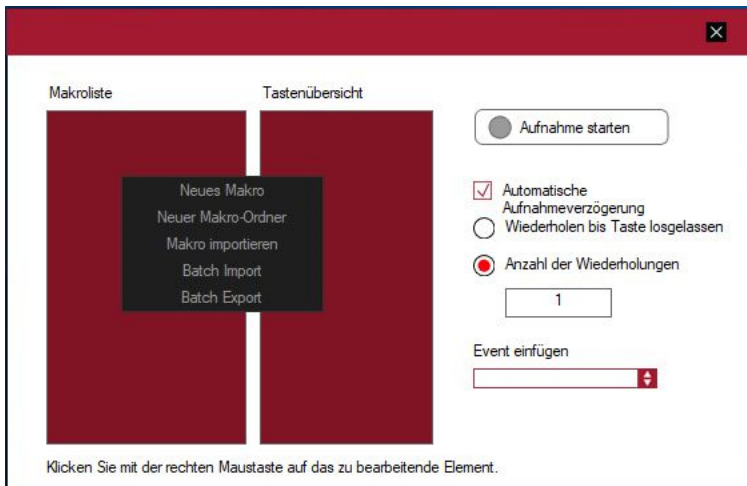 Makroliste
Tastenübersicht
Neues Makro
Neuer Makro-Ordner
Makro importieren
Batch Import
Batch Export
Aufnahme starten
Automatische
Aufnahmeverzögerung
Wiederholen bis Taste losgelassen
Anzahl der Wiederholungen
1
Event einfügen
Klicken Sie mit der rechten Maustaste auf das zu bearbeitende Element.